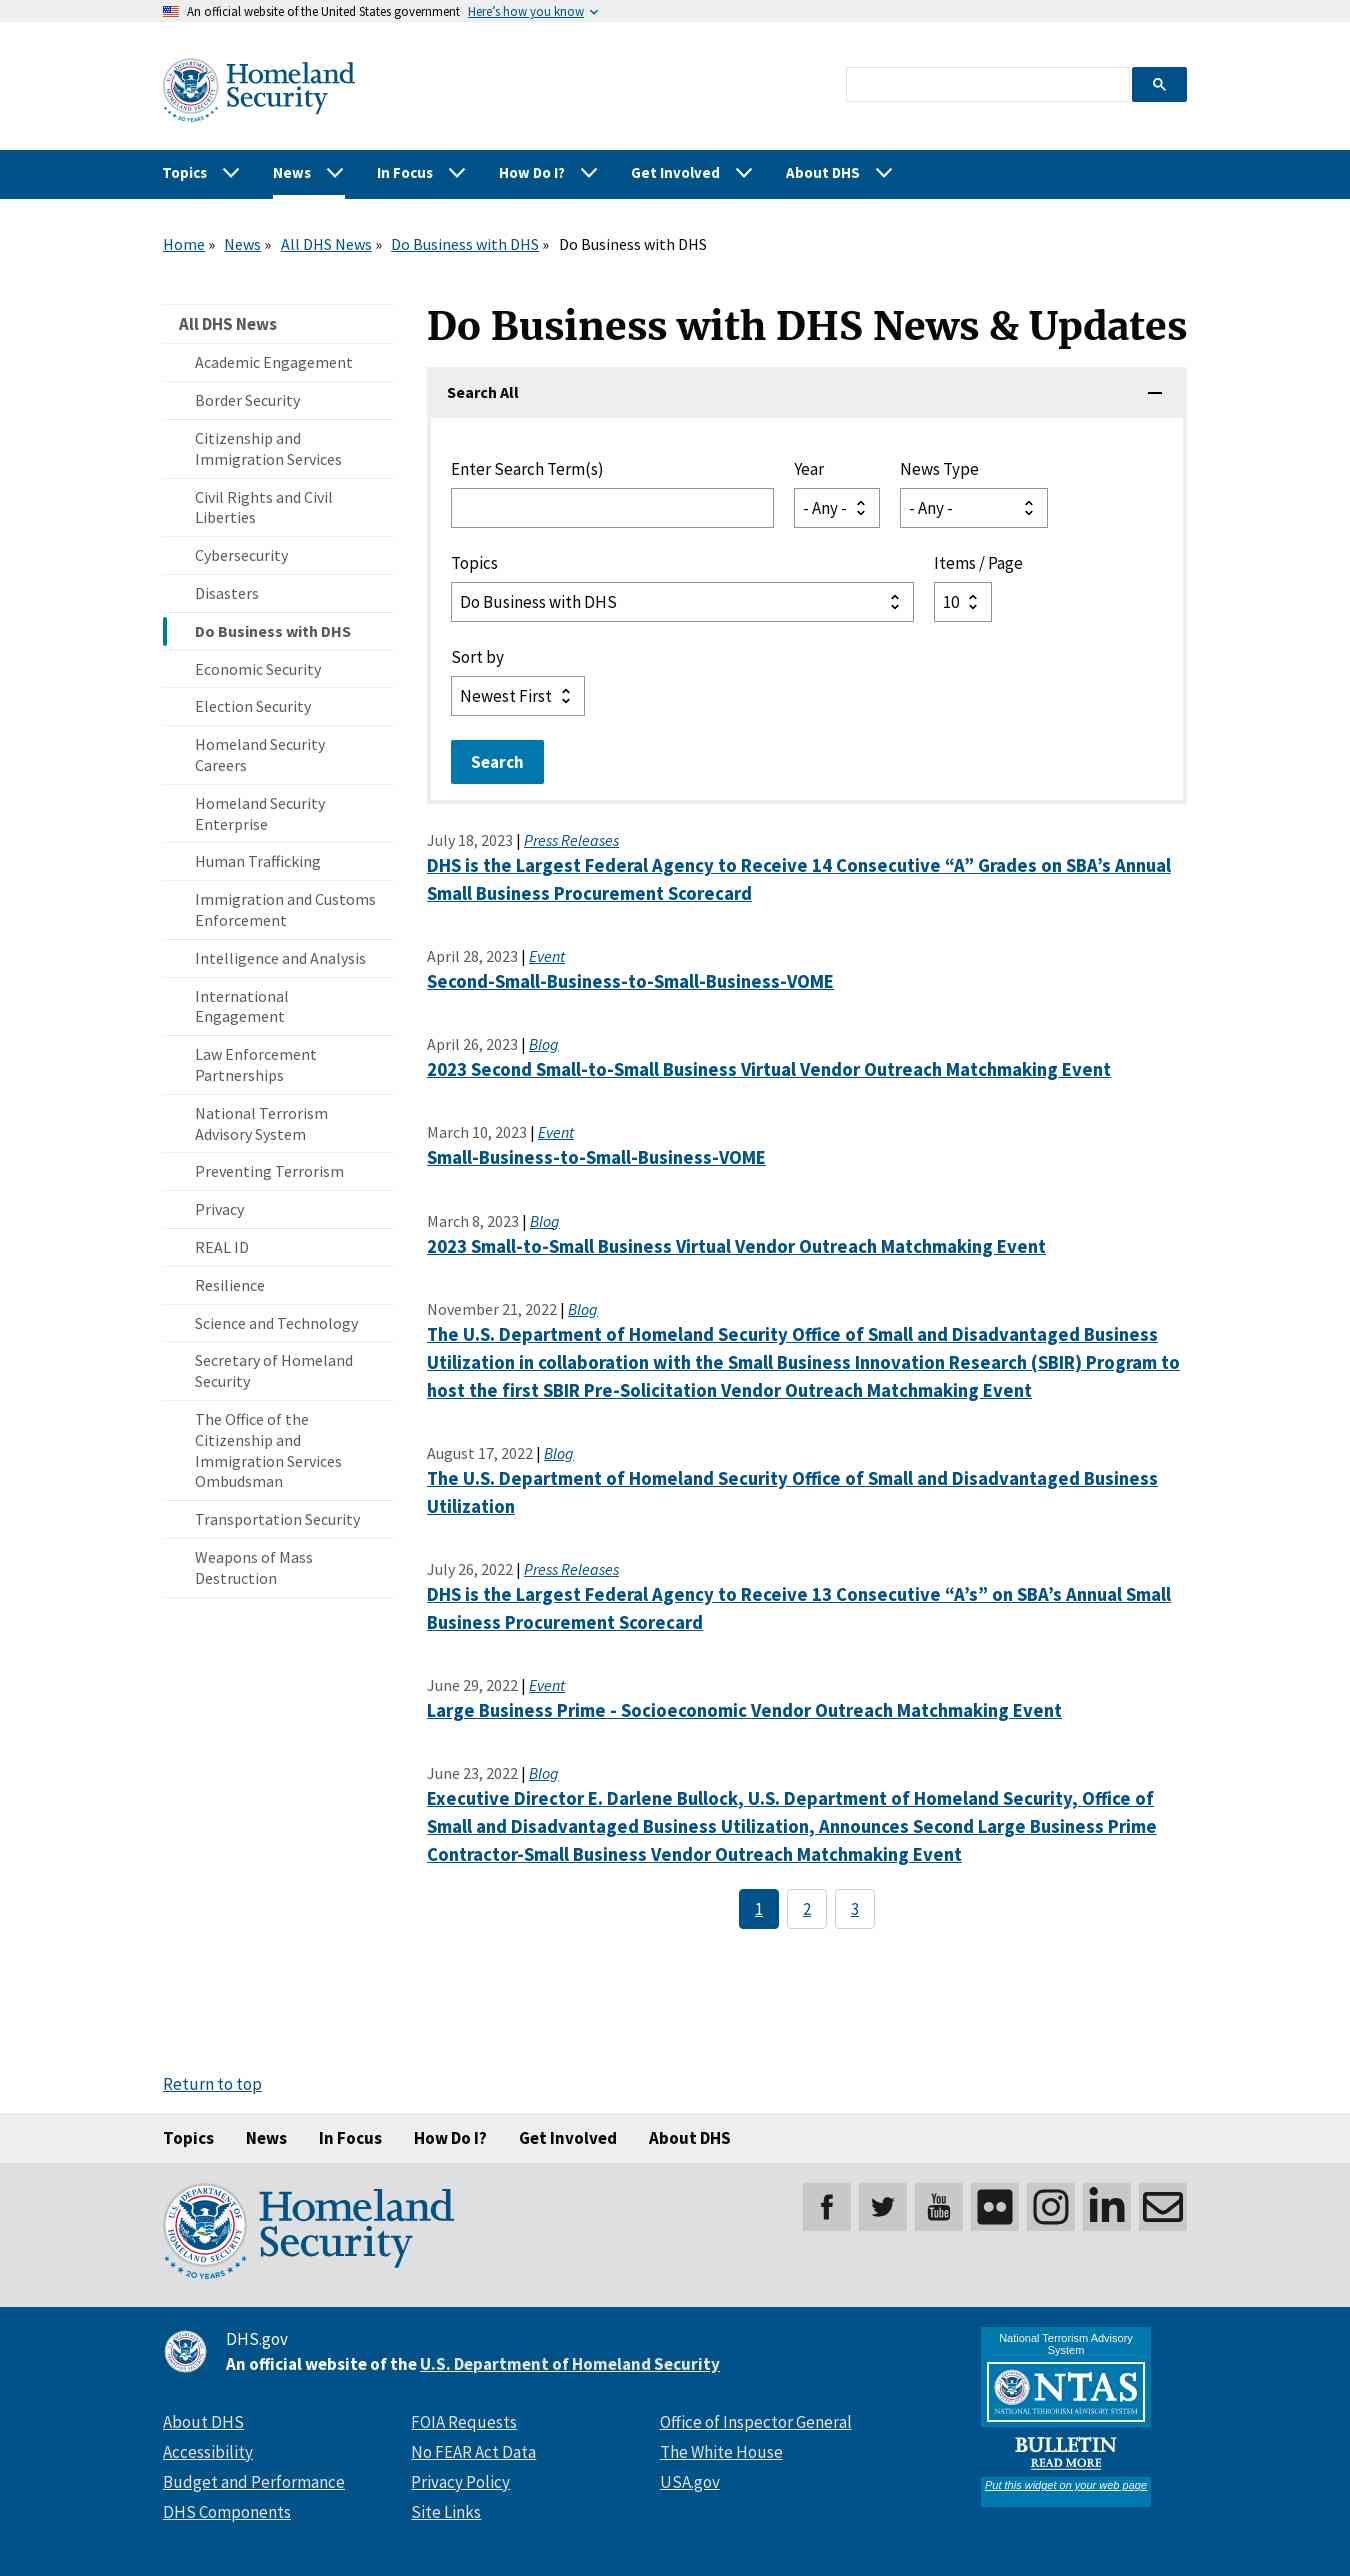 An official website of the United States government Here’s how you know
Homeland
Security
U.S. DEPARTMENT OF
HOMELAND SECURITY
20 YEARS
Topics News In Focus How Do I? Get Involved About DHS
Home » News » All DHS News » Do Business with DHS » Do Business with DHS
All DHS News
Academic Engagement
Border Security
Citizenship and
Immigration Services
Civil Rights and Civil
Liberties
Cybersecurity
Disasters
Do Business with DHS
Economic Security
Election Security
Homeland Security
Careers
Homeland Security
Enterprise
Human Trafficking
Immigration and Customs
Enforcement
Intelligence and Analysis
International
Engagement
Law Enforcement
Partnerships
National Terrorism
Advisory System
Preventing Terrorism
Privacy
REAL ID
Resilience
Science and Technology
Secretary of Homeland
Security
The Office of the
Citizenship and
Immigration Services
Ombudsman
Transportation Security
Weapons of Mass
Destruction
Do Business with DHS News & Updates
Search All
Enter Search Term(s) Year News Type
- Any - - Any -
Topics Items / Page
Do Business with DHS 10
Sort by
Newest First
Search
July 18, 2023 | Press Releases
DHS is the Largest Federal Agency to Receive 14 Consecutive “A” Grades on SBA’s Annual
Small Business Procurement Scorecard
April 28, 2023 | Event
Second-Small-Business-to-Small-Business-VOME
April 26, 2023 | Blog
2023 Second Small-to-Small Business Virtual Vendor Outreach Matchmaking Event
March 10, 2023 | Event
Small-Business-to-Small-Business-VOME
March 8, 2023 | Blog
2023 Small-to-Small Business Virtual Vendor Outreach Matchmaking Event
November 21, 2022 | Blog
The U.S. Department of Homeland Security Office of Small and Disadvantaged Business
Utilization in collaboration with the Small Business Innovation Research (SBIR) Program to
host the first SBIR Pre-Solicitation Vendor Outreach Matchmaking Event
August 17, 2022 | Blog
The U.S. Department of Homeland Security Office of Small and Disadvantaged Business
Utilization
July 26, 2022 | Press Releases
DHS is the Largest Federal Agency to Receive 13 Consecutive “A’s” on SBA’s Annual Small
Business Procurement Scorecard
June 29, 2022 | Event
Large Business Prime - Socioeconomic Vendor Outreach Matchmaking Event
June 23, 2022 | Blog
Executive Director E. Darlene Bullock, U.S. Department of Homeland Security, Office of
Small and Disadvantaged Business Utilization, Announces Second Large Business Prime
Contractor-Small Business Vendor Outreach Matchmaking Event
1 2 3
Return to top
Topics News In Focus How Do I? Get Involved About DHS
U.S. DEPARTMENT OF
HOMELAND SECURITY
20 YEARS
Homeland
Security
You
Tube
in
DHS.gov
An official website of the U.S. Department of Homeland Security
About DHS
Accessibility
Budget and Performance
DHS Components
FOIA Requests
No FEAR Act Data
Privacy Policy
Site Links
Office of Inspector General
The White House
USA.gov
National Terrorism Advisory
System
NTAS
NATIONAL TERRORISM ADVISORY SYSTEM
BULLETIN
READ MORE
Put this widget on your web page